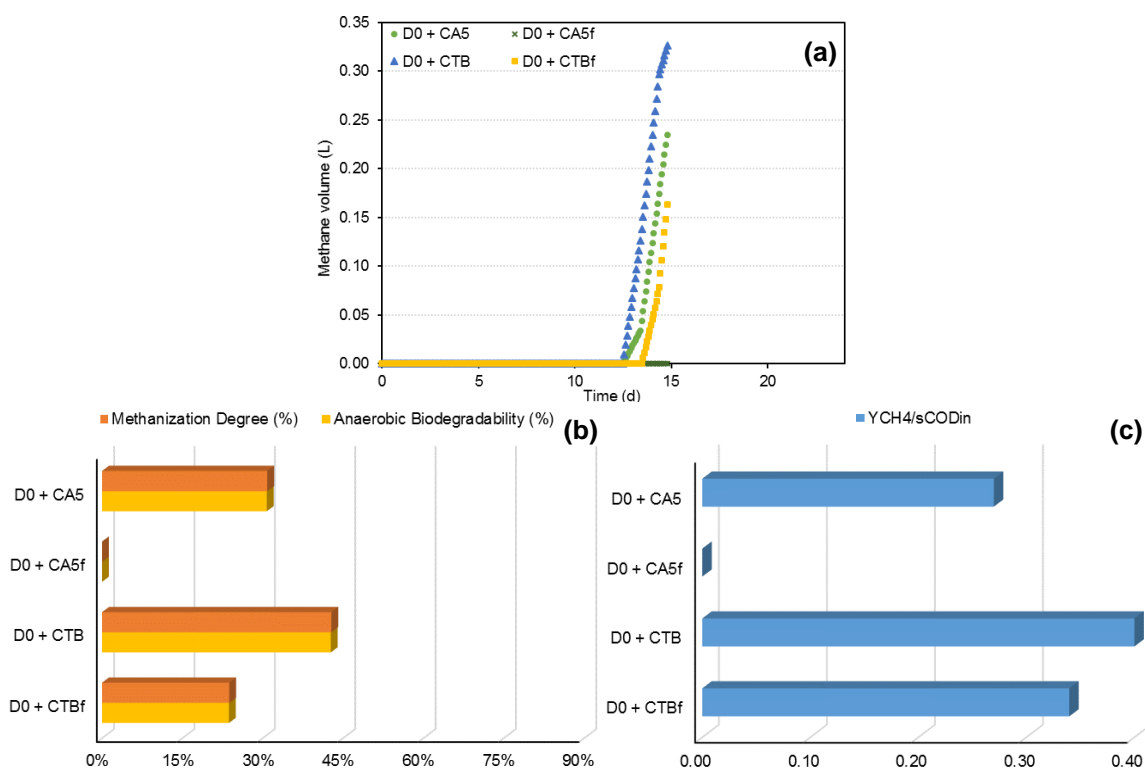 0.35
0.30
0.25
0.20
0.15
0.10
0.05
0.00
Methane volume (L)
D0 + CA5
D0 + CA5f
D0 + CTB
D0 + CTBf
(a)
0
5
10
15
20
Time (d)
Methanization Degree (%)
Anaerobic Biodegradability (%)
(b)
D0 + CA5
D0 + CA5f
D0 + CTB
D0 + CTBf
0%
15%
30%
45%
60%
75%
90%
YCH4/sCODin
(c)
D0 + CA5
D0 + CA5f
D0 + CTB
D0 + CTBf
0.00
0.10
0.20
0.30
0.40